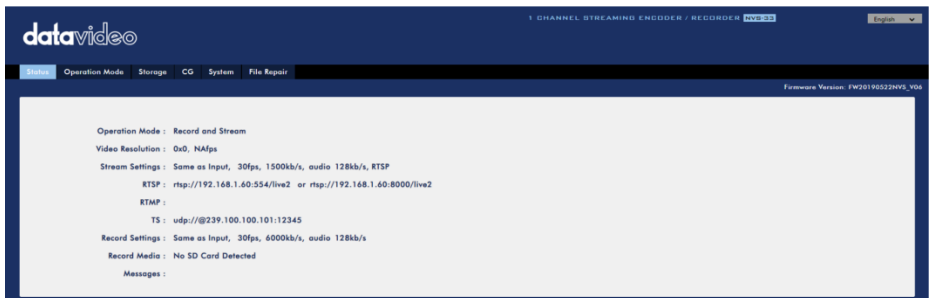 1 CHANNEL STREAMING ENCODER / RECORDER NVS-33
English
datavideo
Status Operation Mode Storage CG System File Repair
Firmware Version: FW20190522NVS_V06
Operation Mode : Record and Stream
Video Resolution : 0x0, NAfps
Stream Settings : Same as Input, 30fps, 1500kb/s, audio 128kb/s, RTSP
RTSP : rtsp://192.168.1.60:554/live2 or rtsp://192.168.1.60:8000/live2
RTMP :
TS : udp://@239.100.100.101:12345
Record Settings : Same as Input, 30fps, 6000kb/s, audio 128kb/s
Record Media : No SD Card Detected
Messages :